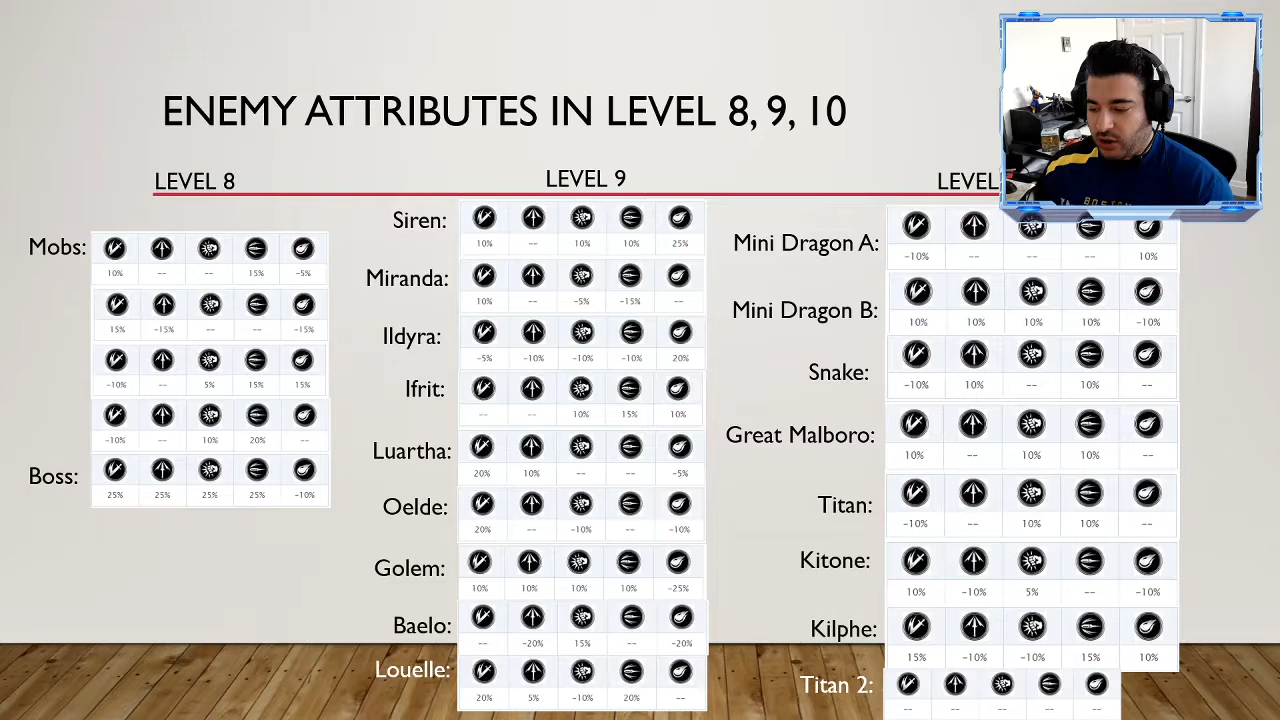 ENEMY ATTRIBUTES IN LEVEL 8, 9, 10
LEVEL 8
Mobs:
10% -- -- 15% -5%
15% -15% -- -- -15%
-10% -- 5% 15% 15%
-10% -- 10% 20% --
Boss:
25% 25% 25% 25% -10%
LEVEL 9
Siren:
10% -- 10% 10% 25%
Miranda:
10% -- -5% -15% --
Ildyra:
-5% -10% -10% -10% 20%
Ifrit:
-- -- 10% 15% 10%
Luartha:
20% 10% -- -- -5%
Oelde:
20% -- -10% -- -10%
Golem:
10% 10% 10% 10% -25%
Baelo:
-- -20% 15% -- -20%
Louelle:
20% 5% -10% 20% --
LEVEL
Mini Dragon A:
-10% -- -- -- 10%
Mini Dragon B:
10% 10% 10% 10% -10%
Snake:
-10% 10% -- 10% --
Great Malboro:
10% -- 10% 10% --
Titan:
-10% -- 10% 10% --
Kitone:
10% -10% 5% -- -10%
Kilphe:
15% -10% -10% 15% 10%
Titan 2:
-- -- -- -- --